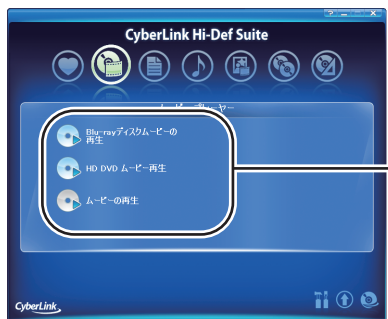 CyberLink Hi-Def Suite
ムービープレーヤー
Blu-rayディスクムービーの
再生
HD DVD ムービー再生
ムービーの再生
CyberLink